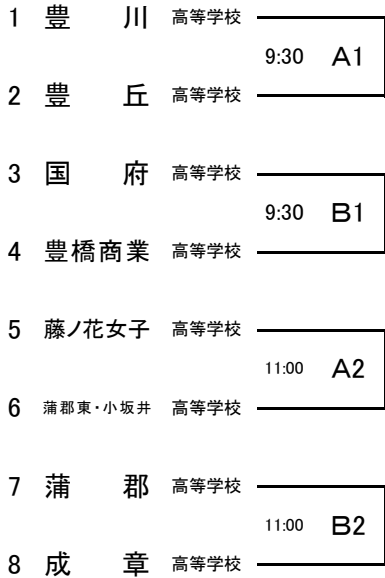 1 豊川 高等学校
9:30 A1
2 豊丘 高等学校
3 国府 高等学校
9:30 B1
4 豊橋商業 高等学校
5 藤ノ花女子 高等学校
11:00 A2
6 蒲郡東・小坂井 高等学校
7 蒲郡 高等学校
11:00 B2
8 成章 高等学校